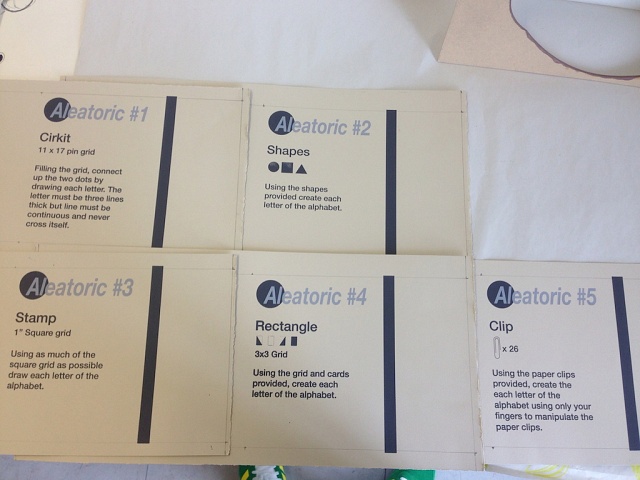 Aleatoric #1
Cirkit
11 x 17 pin grid
Filling the grid, connect
up the two dots by
drawing each letter. The
letter must be three lines
thick but line must be
continuous and never
cross itself.
Aleatoric #2
Shapes
Using the shapes
provided create each
letter of the alphabet.
Aleatoric #3
Stamp
1" Square grid
Using as much of the
square grid as possible
draw each letter of the
alphabet.
Aleatoric #4
Rectangle
3x3 Grid
Using the grid and cards
provided, create each
letter of the alphabet.
Aleatoric #5
Clip
x 26
Using the paper clips
provided, create the
each letter of the
alphabet using only your
fingers to manipulate the
paper clips.